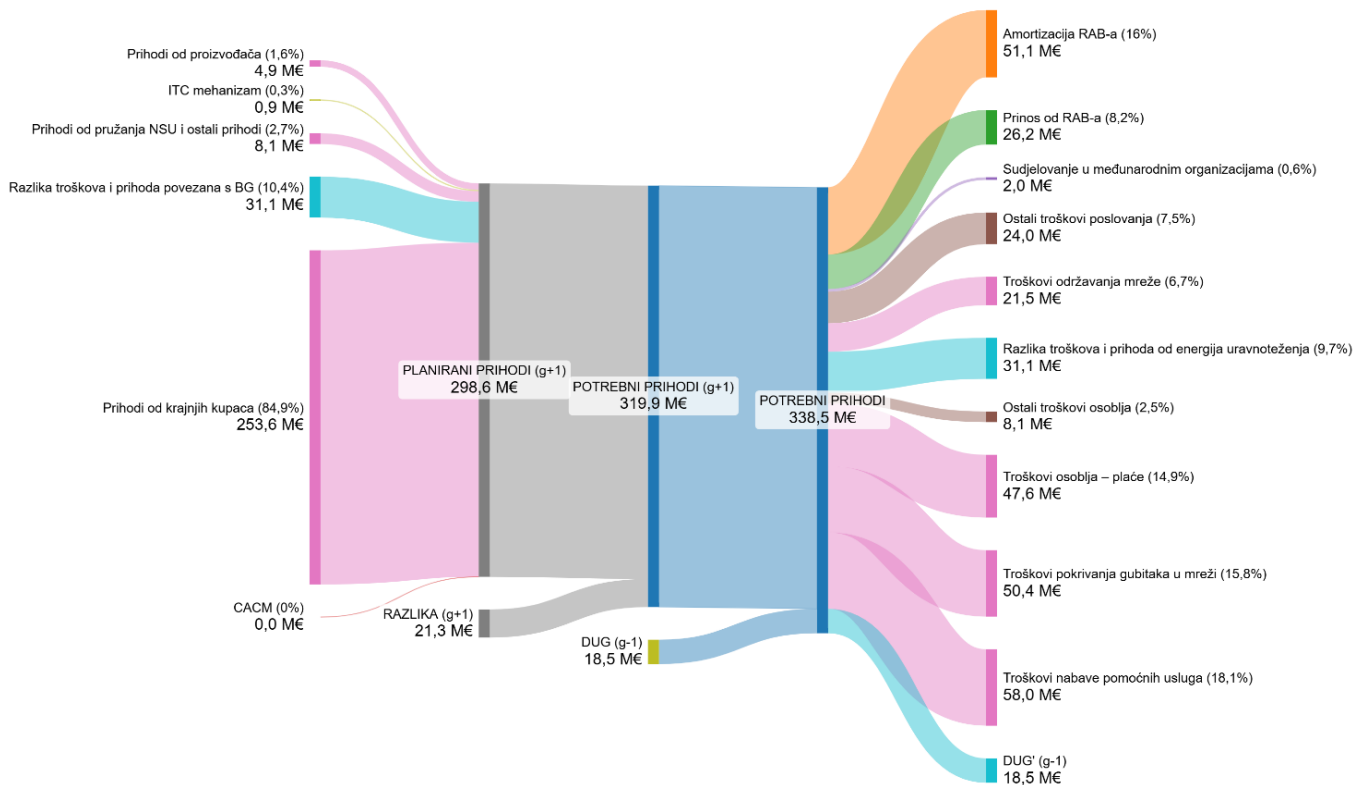 Prihodi od proizvođača (1,6%)
4,9 M€
ITC mehanizam (0,3%)
0,9 M€
Prihodi od pružanja NSU i ostali prihodi (2,7%)
8,1 M€
Razlika troškova i prihoda povezana s BG (10,4%)
31,1 M€
Prihodi od krajnjih kupaca (84,9%)
253,6 M€
CACM (0%)
0,0 M€
PLANIRANI PRIHODI (g+1)
298,6 M€
RAZLIKA (g+1)
21,3 M€
POTREBNI PRIHODI (g+1)
319,9 M€
DUG (g-1)
18,5 M€
POTREBNI PRIHODI
338,5 M€
Amortizacija RAB-a (16%)
51,1 M€
Prinos od RAB-a (8,2%)
26,2 M€
Sudjelovanje u međunarodnim organizacijama (0,6%)
2,0 M€
Ostali troškovi poslovanja (7,5%)
24,0 M€
Troškovi održavanja mreže (6,7%)
21,5 M€
Razlika troškova i prihoda od energija uravnoteženja (9,7%)
31,1 M€
Ostali troškovi osoblja (2,5%)
8,1 M€
Troškovi osoblja – plaće (14,9%)
47,6 M€
Troškovi pokrivanja gubitaka u mreži (15,8%)
50,4 M€
Troškovi nabave pomoćnih usluga (18,1%)
58,0 M€
DUG' (g-1)
18,5 M€